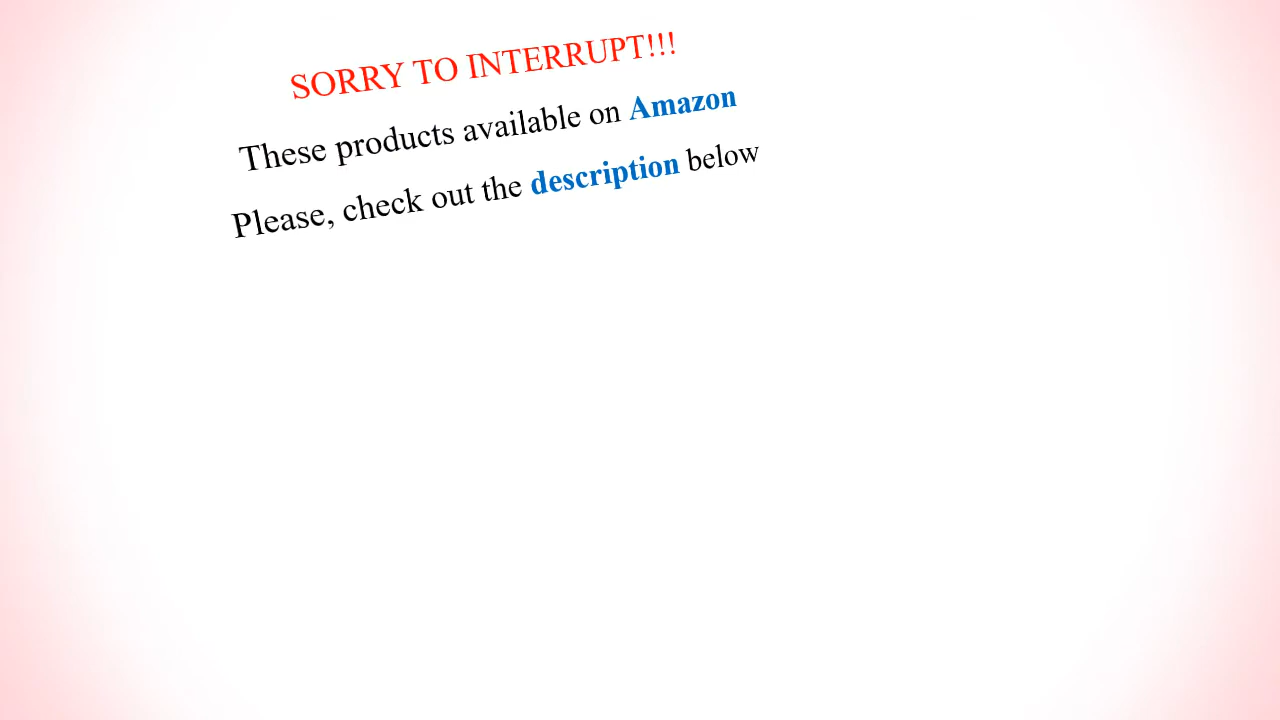 SORRY TO INTERRUPT!!!
These products available on Amazon
Please, check out the description below